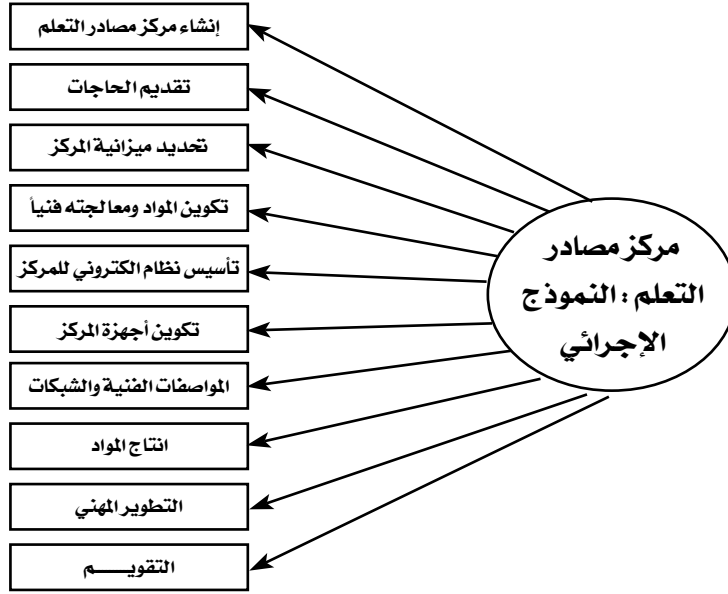 إنشاء مركز مصادر التعلم
تقديم الحاجات
تحديد ميزانية المركز
تكوين المواد ومعالجته فنياً
تأسيس نظام الكتروني للمركز
تكوين أجهزة المركز
المواصفات الفنية والشبكات
انتاج المواد
التطوير المهني
التقويـــــم
مركز مصادر
التعلم : النموذج
الإجرائي